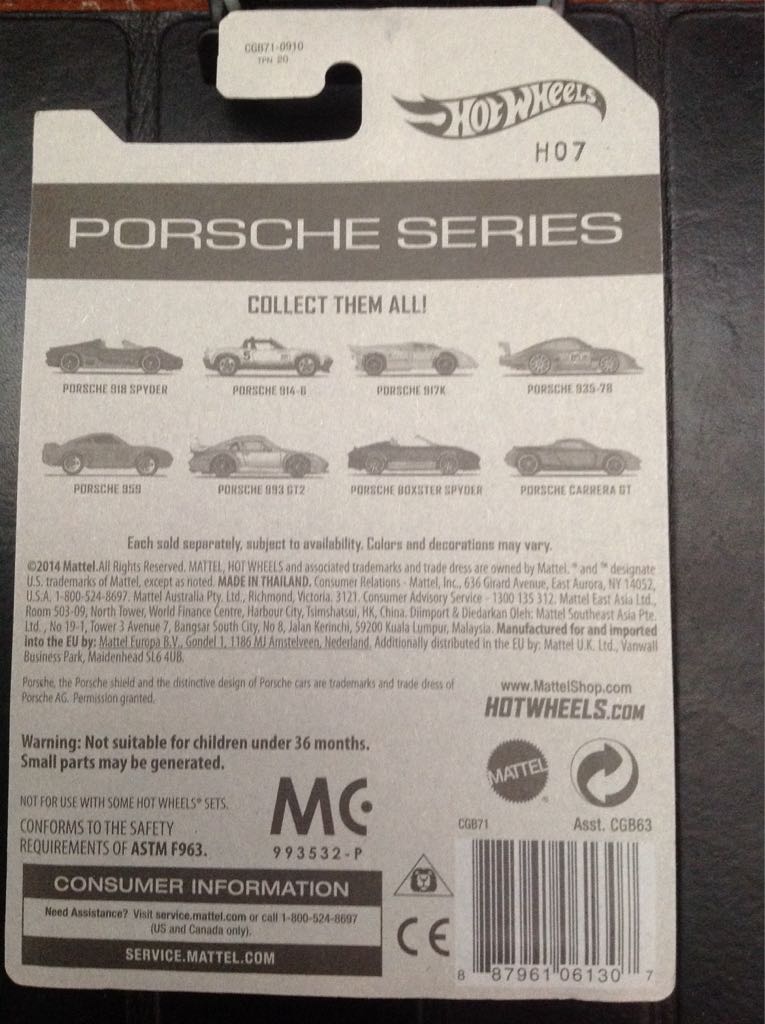 CGB71-0910
TPN 20
HOT WHEELS
H07
PORSCHE SERIES
COLLECT THEM ALL!
PORSCHE 918 SPYDER
PORSCHE 914-6
PORSCHE 917K
PORSCHE 935-78
PORSCHE 959
PORSCHE 993 GT2
PORSCHE BOXSTER SPYDER
PORSCHE CARRERA GT
Each sold separately, subject to availability. Colors and decorations may vary.
©2014 Mattel. All Rights Reserved. MATTEL, HOT WHEELS and associated trademarks and trade dress are owned by Mattel. ® and ™ designate
U.S. trademarks of Mattel, except as noted. MADE IN THAILAND. Consumer Relations - Mattel, Inc., 636 Girard Avenue, East Aurora, NY 14052,
U.S.A. 1-800-524-8697. Mattel Australia Pty. Ltd., Richmond, Victoria. 3121. Consumer Advisory Service - 1300 135 312. Mattel East Asia Ltd.,
Room 503-09, North Tower, World Finance Centre, Harbour City, Tsimshatsui, HK, China. Diimport & Diedarkan Oleh: Mattel Southeast Asia Pte.
Ltd., No 19-1, Tower 3 Avenue 7, Bangsar South City, No 8, Jalan Kerinchi, 59200 Kuala Lumpur, Malaysia. Manufactured for and imported
into the EU by: Mattel Europa B.V., Gondel 1, 1186 MJ Amstelveen, Nederland. Additionally distributed in the EU by: Mattel U.K. Ltd., Vanwall
Business Park, Maidenhead SL6 4UB.
Porsche, the Porsche shield and the distinctive design of Porsche cars are trademarks and trade dress of
Porsche AG. Permission granted.
www.MattelShop.com
HOTWHEELS.COM
Warning: Not suitable for children under 36 months.
Small parts may be generated.
MATTEL
NOT FOR USE WITH SOME HOT WHEELS® SETS.
CONFORMS TO THE SAFETY
REQUIREMENTS OF ASTM F963.
MC
993532-P
CGB71
Asst. CGB63
CONSUMER INFORMATION
Need Assistance? Visit service.mattel.com or call 1-800-524-8697
(US and Canada only).
SERVICE.MATTEL.COM
CE
8 87961 06130 7